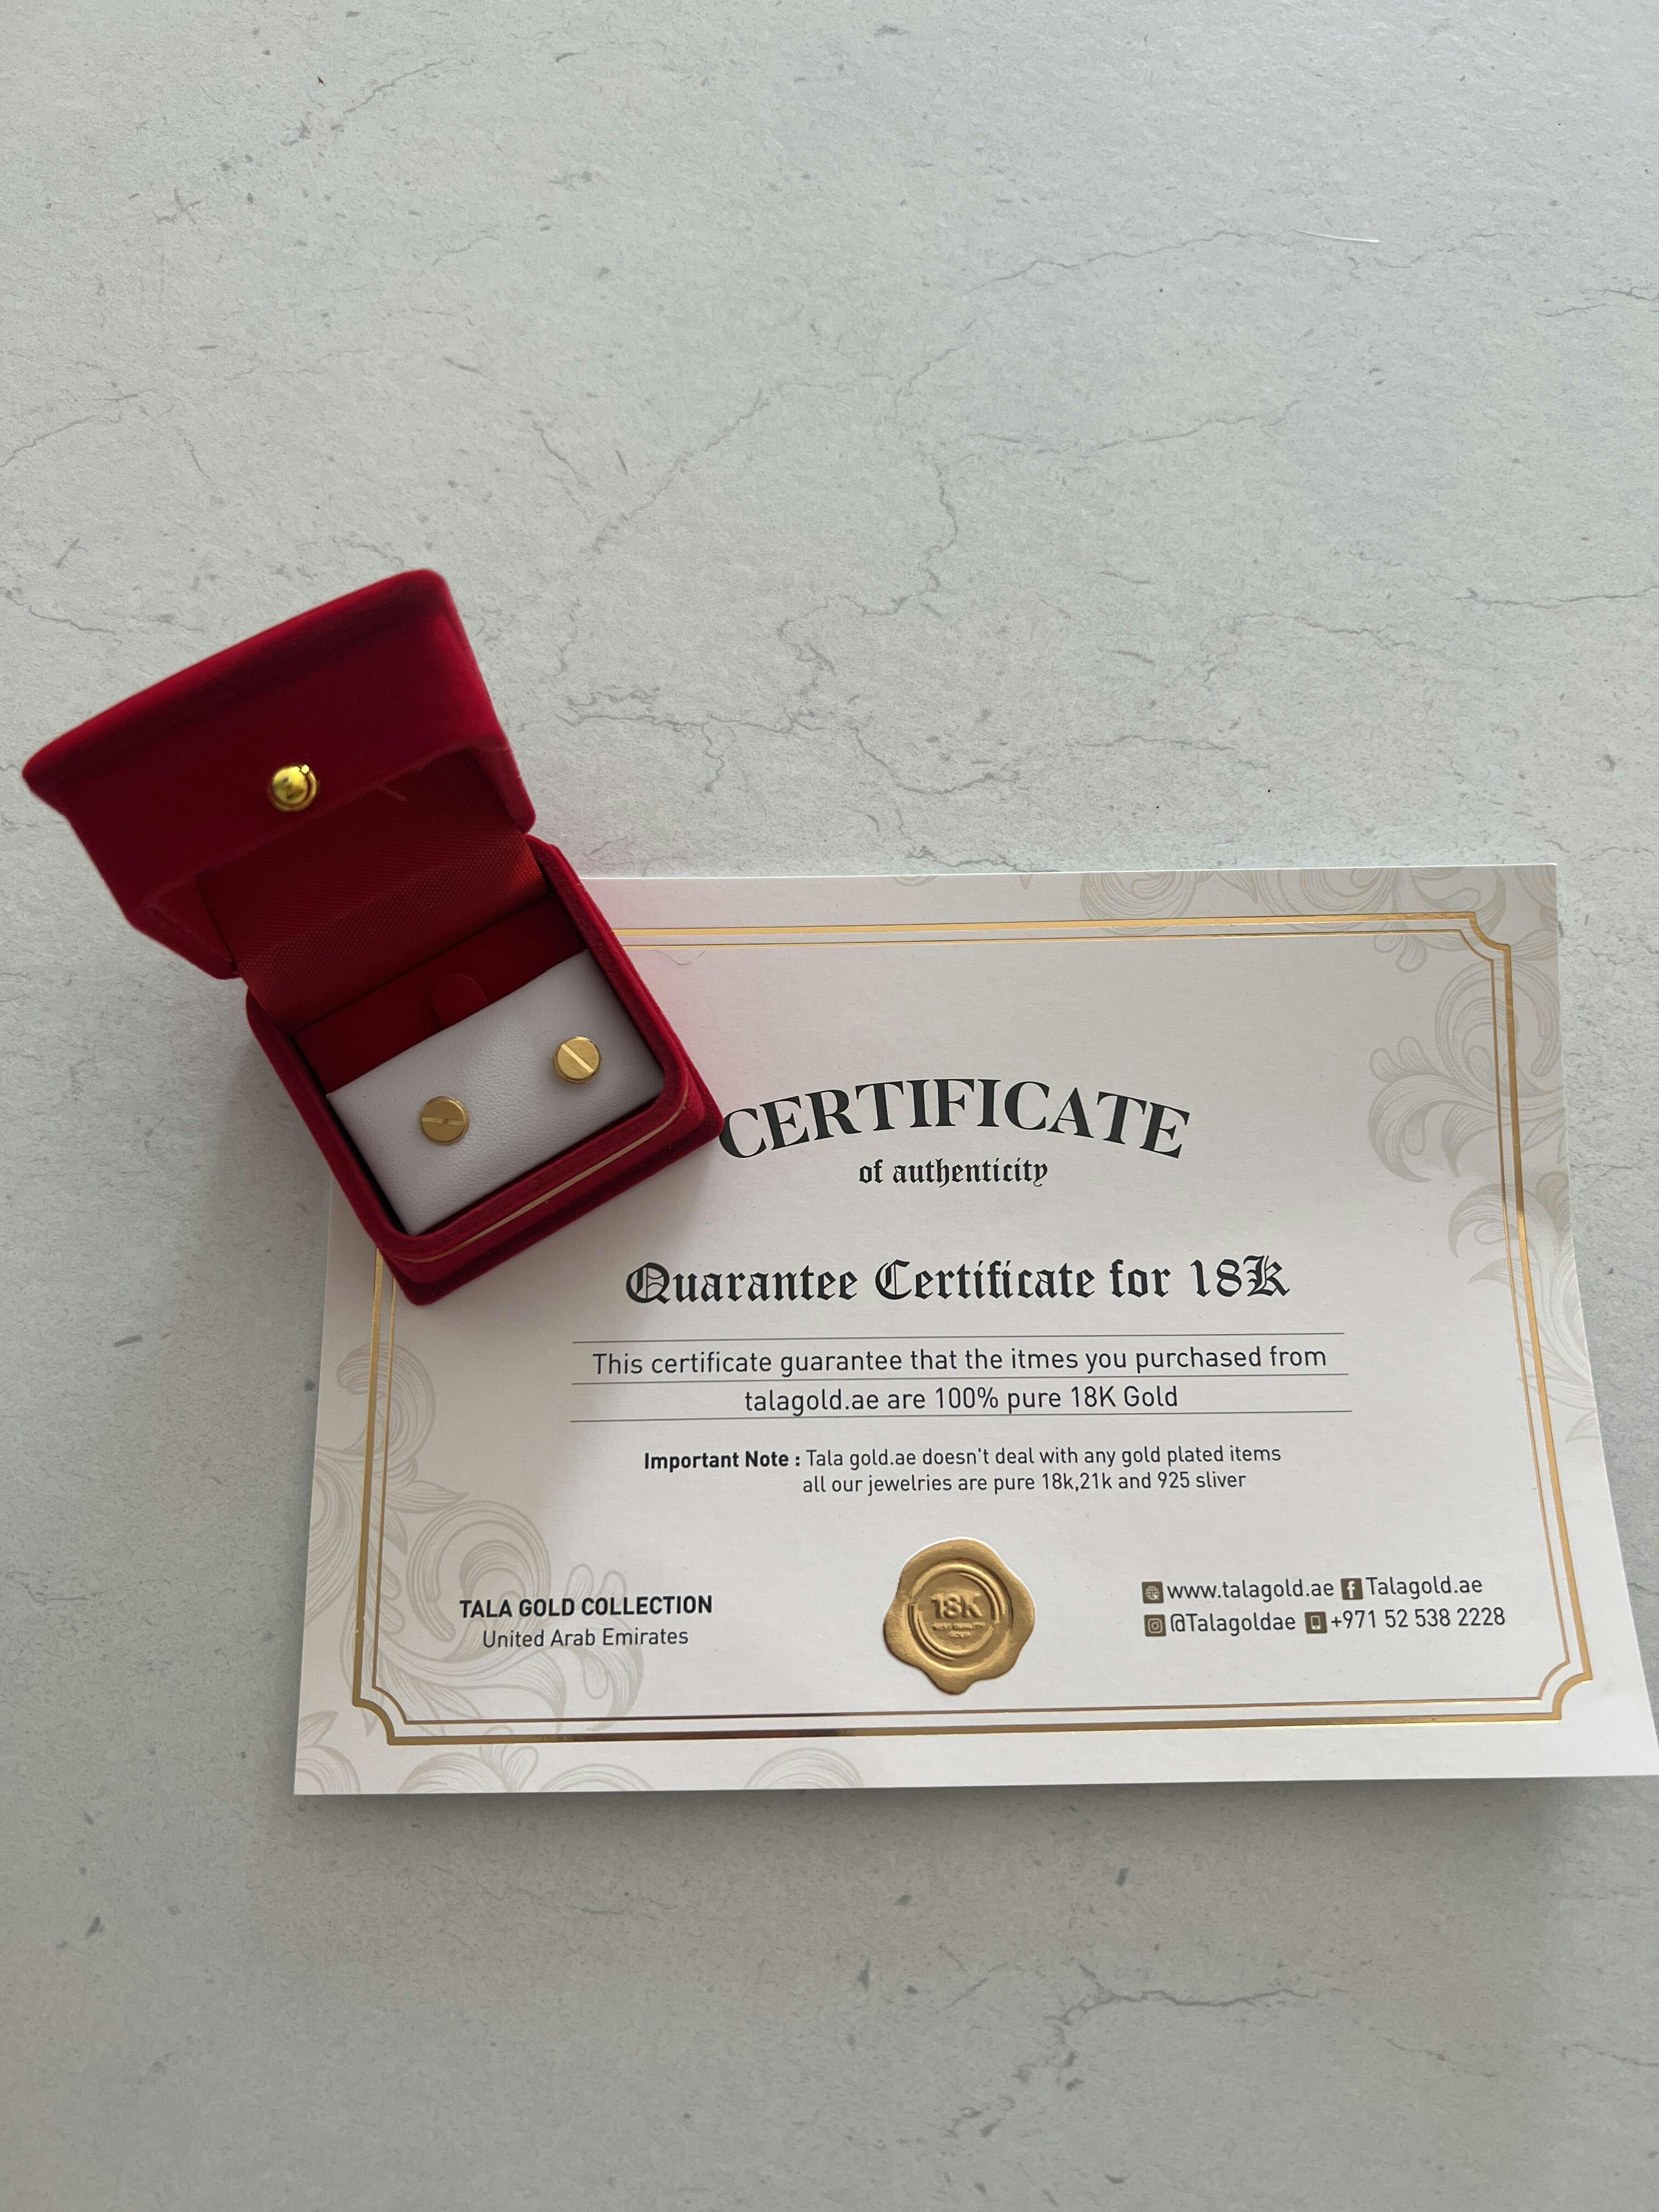 CERTIFICATE
of authenticity
Quarantee Certificate for 18K
This certificate guarantee that the itmes you purchased from
talagold.ae are 100% pure 18K Gold
Important Note : Tala gold.ae doesn't deal with any gold plated items
all our jewelries are pure 18k,21k and 925 sliver
TALA GOLD COLLECTION
United Arab Emirates
18K
www.talagold.ae Talagold.ae
@Talagoldae +971 52 538 2228